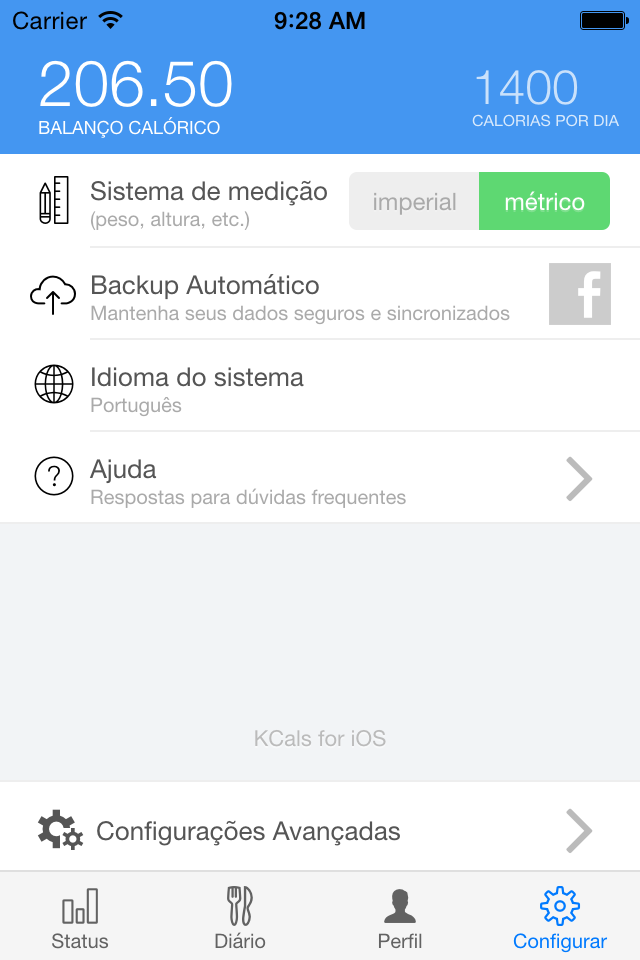 Carrier 9:28 AM
206.50
BALANÇO CALÓRICO
1400
CALORIAS POR DIA
Sistema de medição
(peso, altura, etc.)
imperial métrico
Backup Automático
Mantenha seus dados seguros e sincronizados
f
Idioma do sistema
Português
?
Ajuda
Respostas para dúvidas frequentes
KCals for iOS
Configurações Avançadas
Status Diário Perfil Configurar